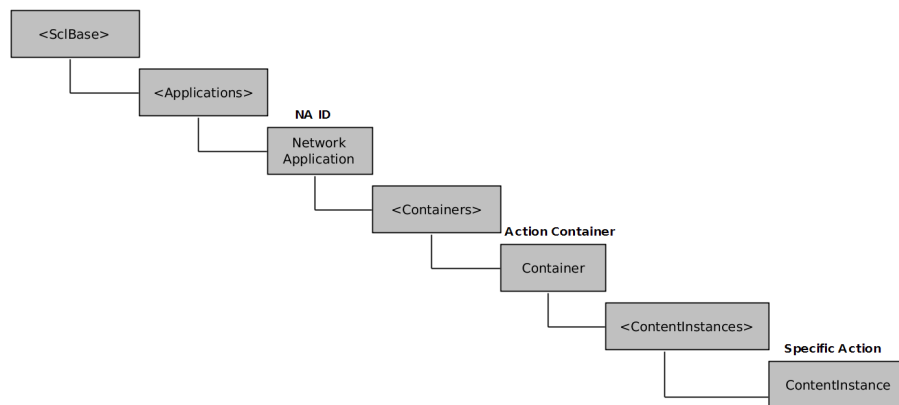 <SclBase>
<Applications>
NA ID
Network
Application
<Containers>
Action Container
Container
<ContentInstances>
Specific Action
ContentInstance